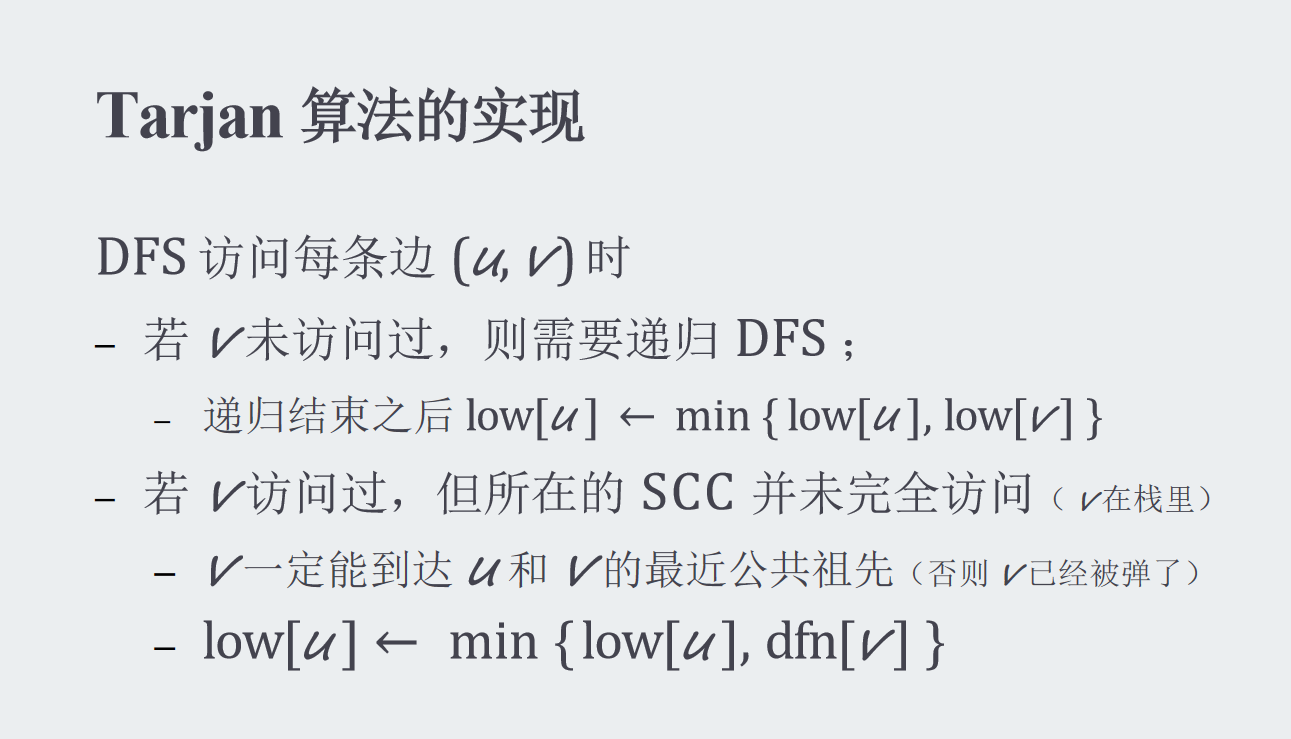 Tarjan 算法的实现
DFS 访问每条边 (u, v) 时
– 若 v 未访问过，则需要递归 DFS；
– 递归结束之后 low[u] ← min { low[u], low[v] }
– 若 v 访问过，但所在的 SCC 并未完全访问（ v 在栈里）
– v 一定能到达 u 和 v 的最近公共祖先（否则 v 已经被弹了）
– low[u] ← min { low[u], dfn[v] }